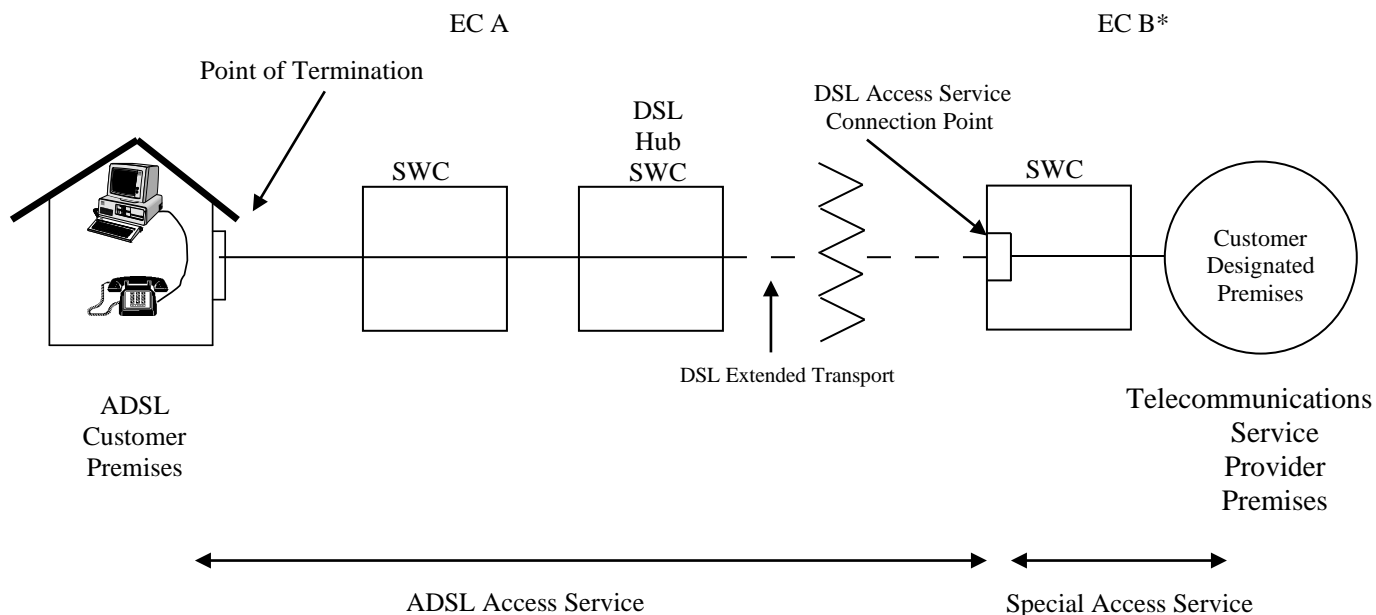 EC A
EC B*
Point of Termination
DSL Access Service
Connection Point
DSL
Hub
SWC
SWC
SWC
Customer
Designated
Premises
DSL Extended Transport
ADSL
Customer
Premises
Telecommunications
Service
Provider
Premises
ADSL Access Service
Special Access Service